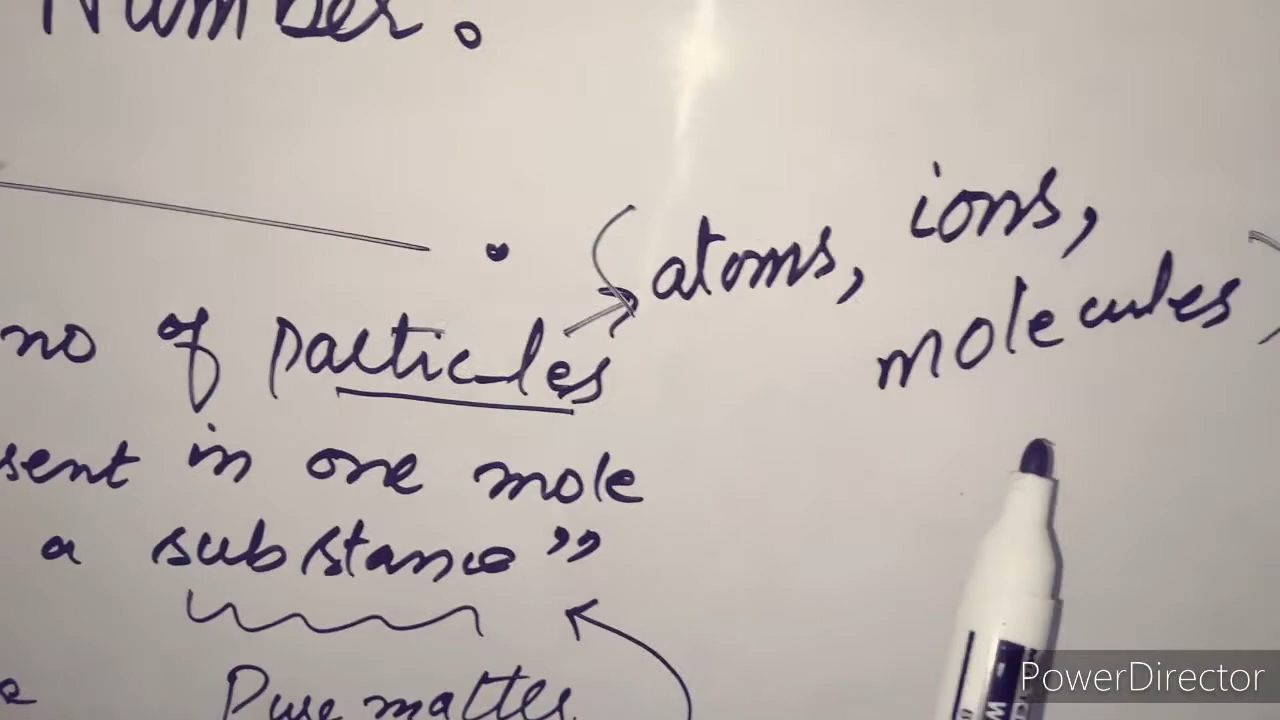 Number.
(atoms, ions,
molecules)
no of particles
sent in one mole
a substance”
Pure matter
PowerDirector